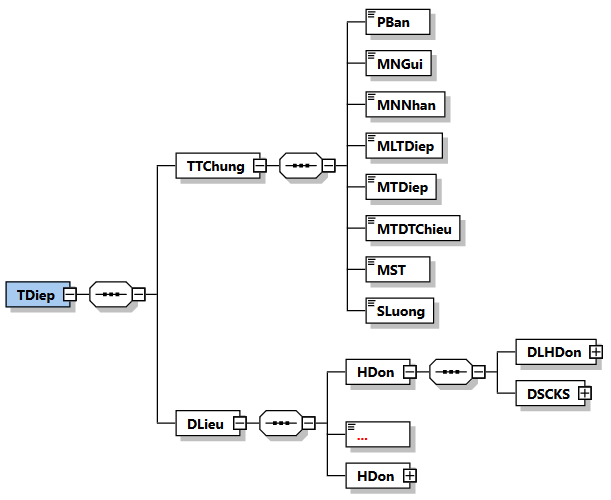 PBan
MNGui
MNNhan
MLTDiep
TTChung
MTDiep
MTDTChieu
MST
TDiep
SLuong
DLHDon
HDon
DSCKS
DLieu
...
HDon